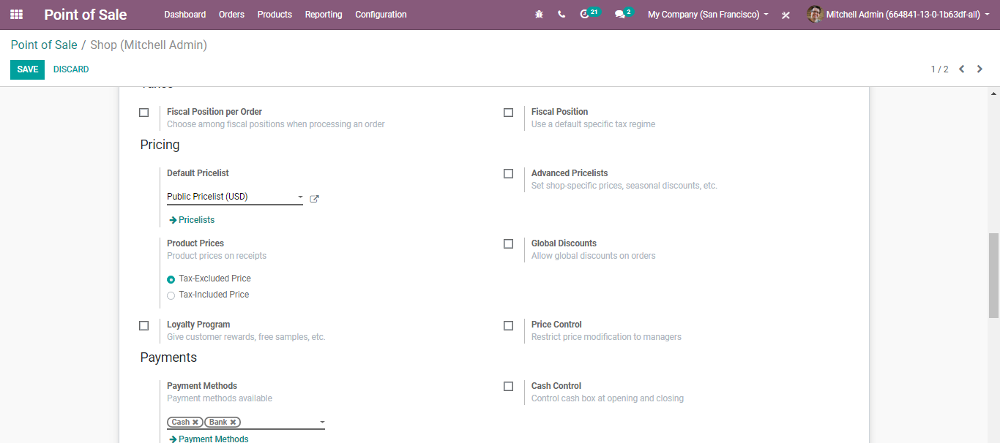 Point of Sale Dashboard Orders Products Reporting Configuration 21 2 My Company (San Francisco) Mitchell Admin (664841-13-0-1b63df-all)
Point of Sale / Shop (Mitchell Admin)
SAVE DISCARD 1 / 2
Fiscal Position per Order
Choose among fiscal positions when processing an order
Fiscal Position
Use a default specific tax regime
Pricing
Default Pricelist
Public Pricelist (USD)
Pricelists
Advanced Pricelists
Set shop-specific prices, seasonal discounts, etc.
Product Prices
Product prices on receipts
Tax-Excluded Price
Tax-Included Price
Global Discounts
Allow global discounts on orders
Loyalty Program
Give customer rewards, free samples, etc.
Price Control
Restrict price modification to managers
Payments
Payment Methods
Payment methods available
Cash Bank
Payment Methods
Cash Control
Control cash box at opening and closing